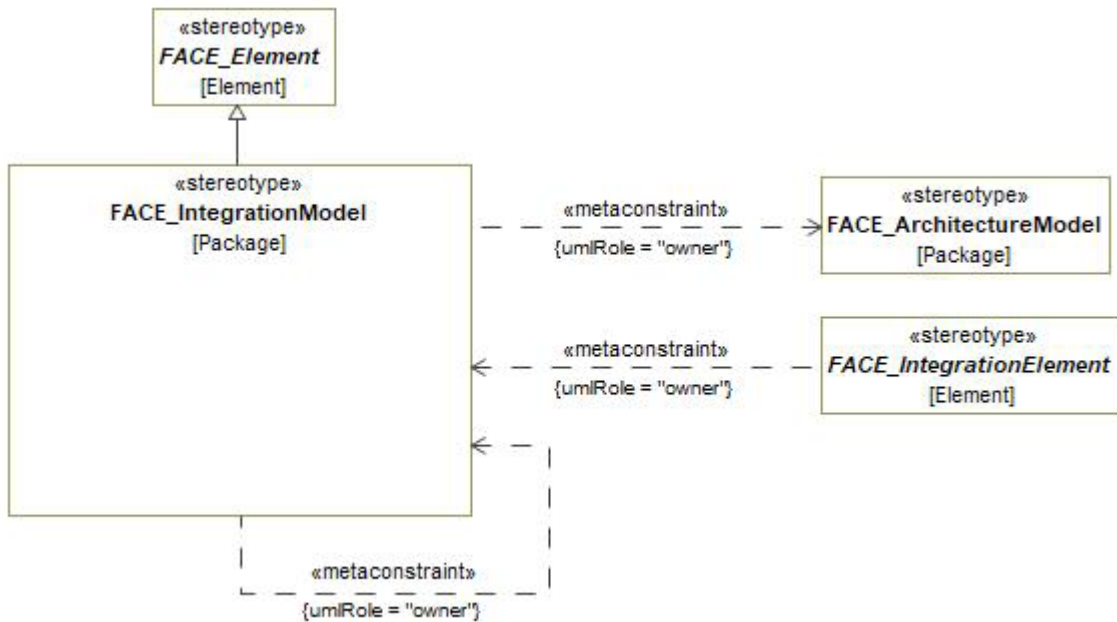 «stereotype»
FACE_Element
[Element]
«stereotype»
FACE_IntegrationModel
[Package]
«metaconstraint»
{umlRole = "owner"}
«stereotype»
FACE_ArchitectureModel
[Package]
«metaconstraint»
{umlRole = "owner"}
«stereotype»
FACE_IntegrationElement
[Element]
«metaconstraint»
{umlRole = "owner"}